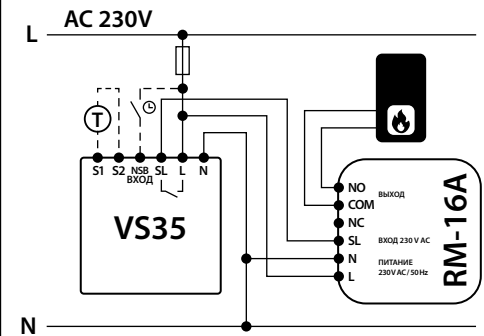 AC 230V
L
T
S1 S2 NSB SL L N
ВХОД
VS35
NO
COM
NC
SL
N
L
ВЫХОД
ВХОД 230 V AC
ПИТАНИЕ
230V AC/ 50Hz
RM-16A
N